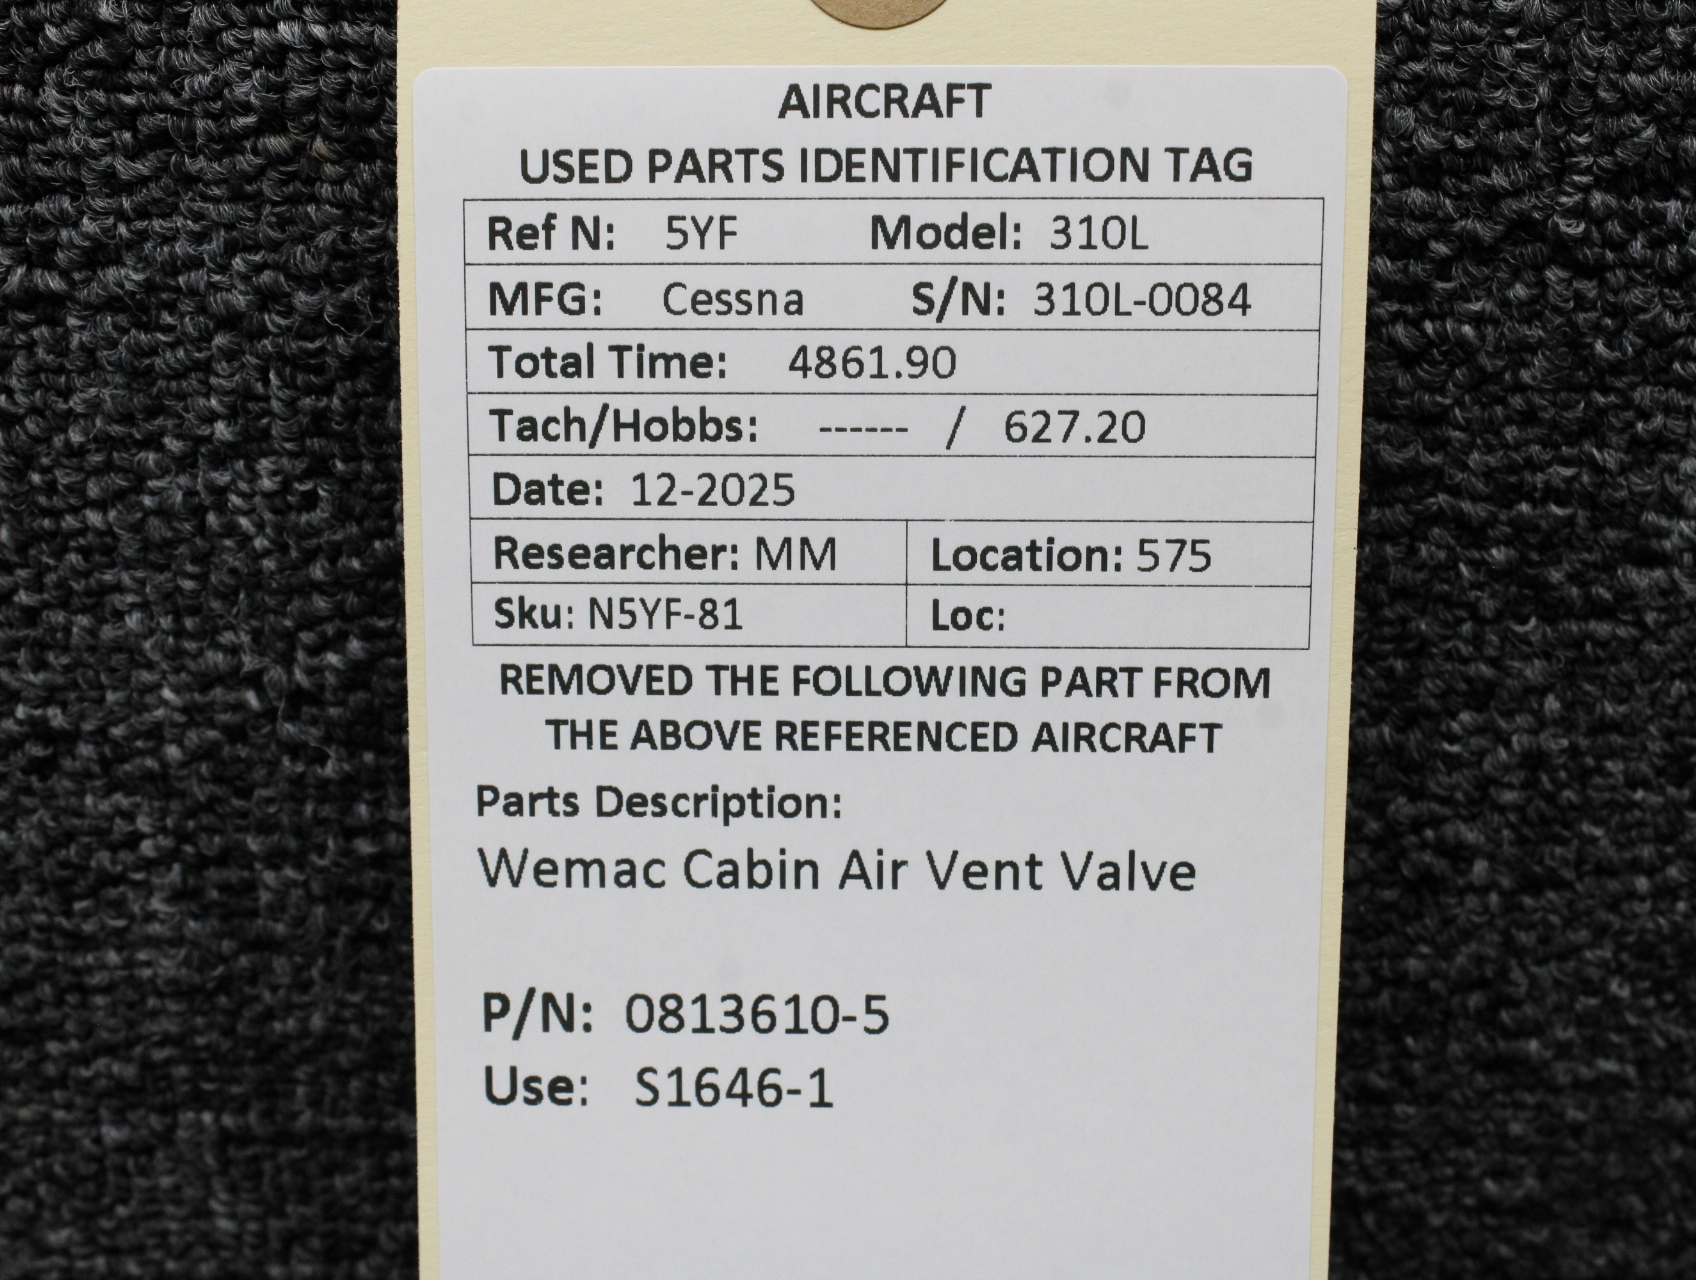 AIRCRAFT
USED PARTS IDENTIFICATION TAG
Ref N: 5YF Model: 310L
MFG: Cessna S/N: 310L-0084
Total Time: 4861.90
Tach/Hobbs: ------ / 627.20
Date: 12-2025
Researcher: MM Location: 575
Sku: N5YF-81 Loc:
REMOVED THE FOLLOWING PART FROM
THE ABOVE REFERENCED AIRCRAFT
Parts Description:
Wemac Cabin Air Vent Valve
P/N: 0813610-5
Use: S1646-1